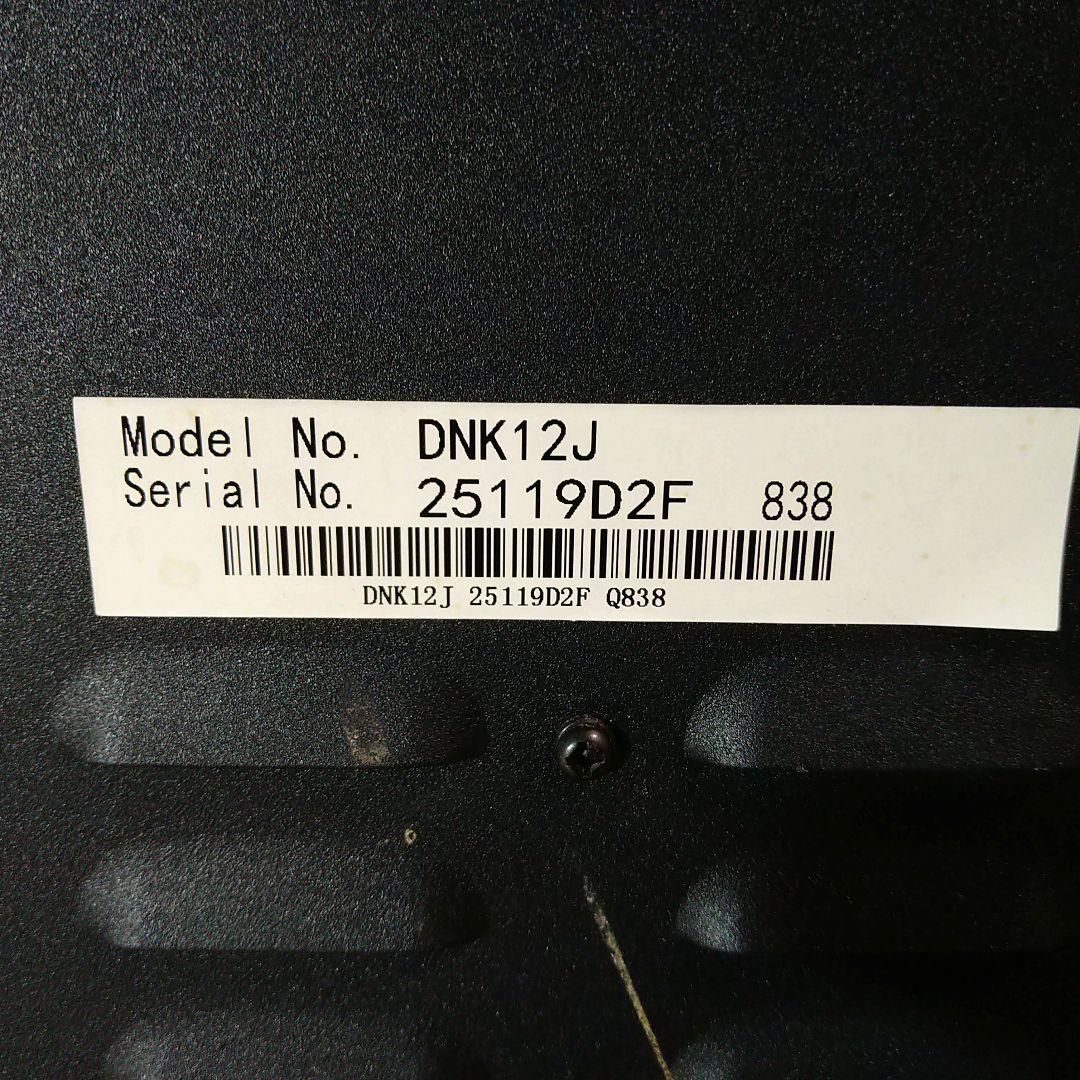 Model No. DNK12J
Serial No. 25119D2F 838
DNK12J 25119D2F Q838